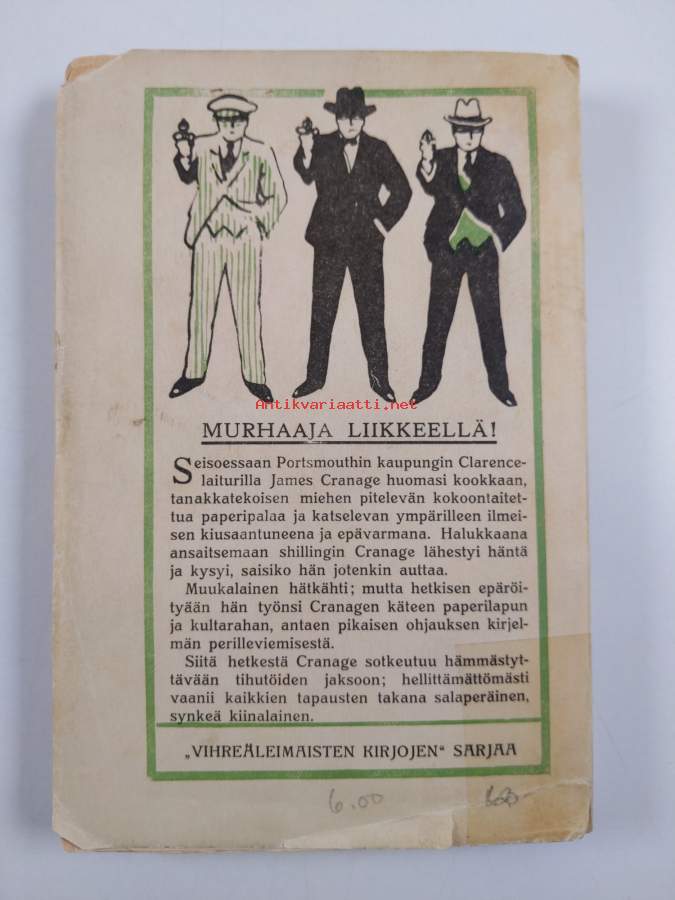 Antikvariaatti.net
MURHAAJA LIIKKEELLÄ!
Seisoessaan Portsmouthin kaupungin Clarence-
laiturilla James Cranage huomasi kookkaan,
tanakkatekoisen miehen pitelevän kokoontaitet-
tua paperipalaa ja katselevan ympärilleen ilmei-
sen kiusaantuneena ja epävarmana. Halukkaana
ansaitsemaan shillingin Cranage lähestyi häntä
ja kysyi, saisiko hän jotenkin auttaa.
Muukalainen hätkähti; mutta hetkisen epäröi-
tyään hän työnsi Cranagen käteen paperilapun
ja kultarahan, antaen pikaisen ohjauksen kirjel-
män perilleviemisestä.
Siitä hetkestä Cranage sotkeutuu hämmästyt-
tävään tihutöiden jaksoon; hellittämättömästi
vaanii kaikkien tapausten takana salaperäinen,
synkeä kiinalainen.
„VIHREÄLEIMAISTEN KIRJOJEN" SARJAA
6.00